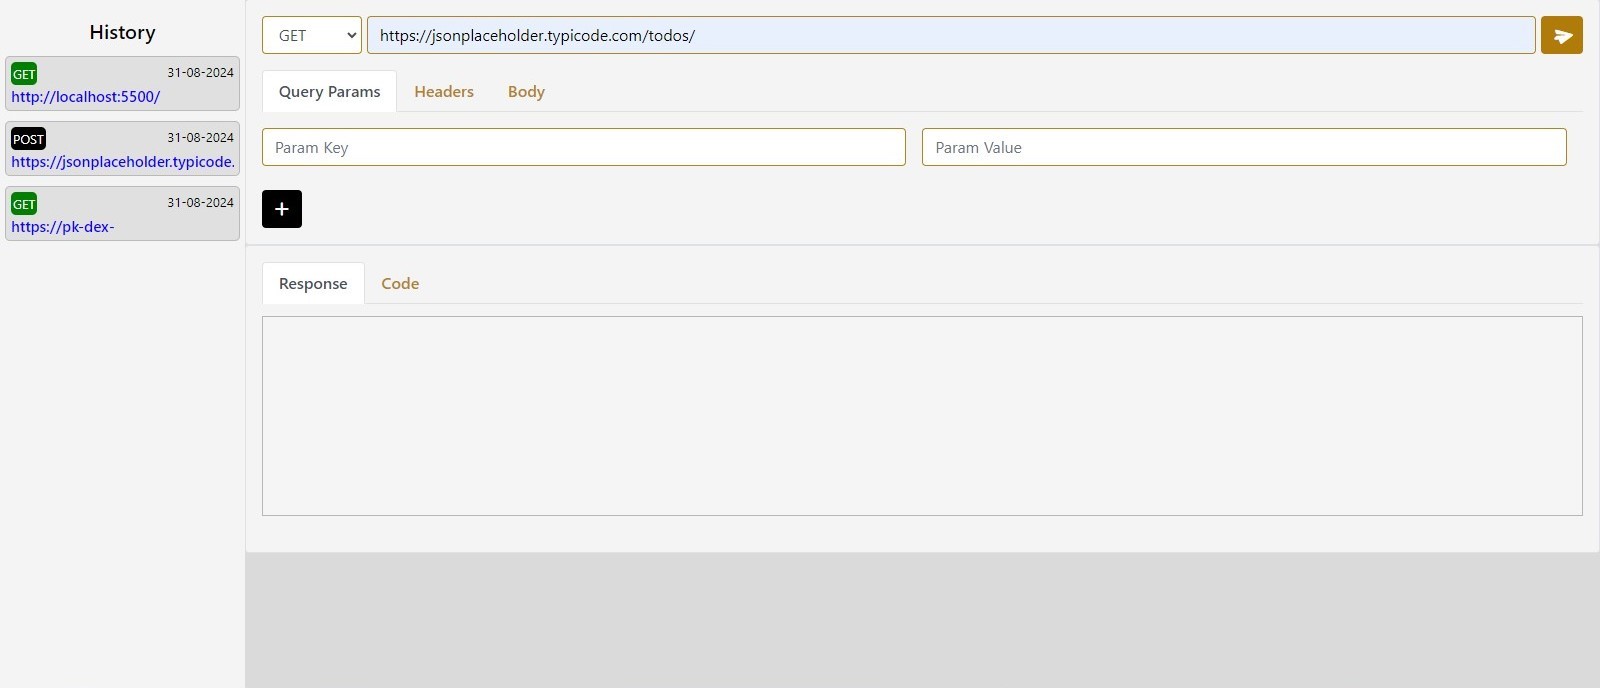 History
GET 31-08-2024
http://localhost:5500/
POST 31-08-2024
https://jsonplaceholder.typicode.
GET 31-08-2024
https://pk-dex-
GET https://jsonplaceholder.typicode.com/todos/
Query Params Headers Body
Param Key Param Value
+
Response Code